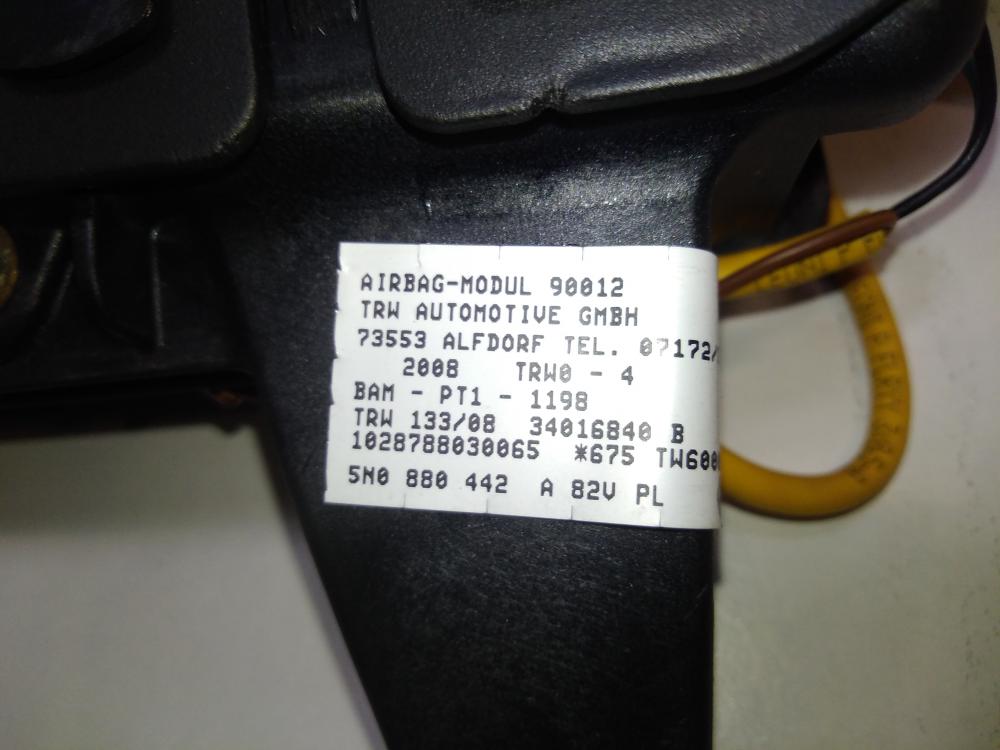 AIRBAG-MODUL 90012
TRW AUTOMOTIVE GMBH
73553 ALFDORF TEL. 07172/
2008 TRW0 - 4
BAM - PT1 - 1198
TRW 133/08 34016840 B
1028788030065 *675 TW600
5N0 880 442 A 82V PL